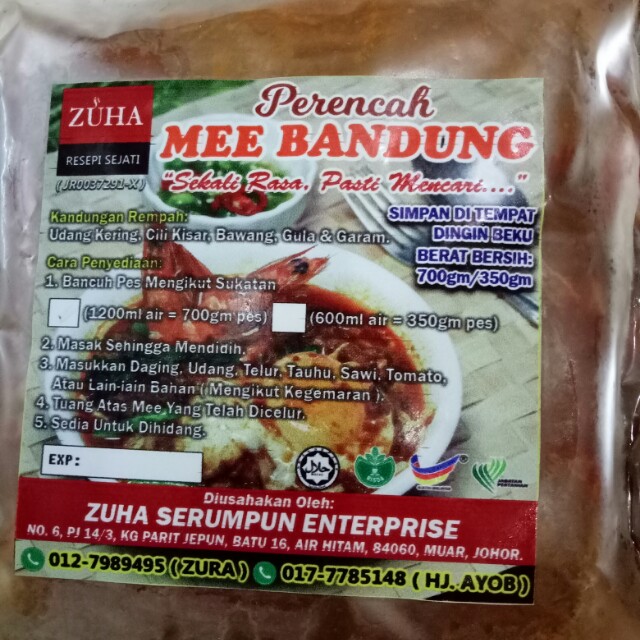 ZUHA
RESEPI SEJATI
(JR0037291-X)
Perencah
MEE BANDUNG
"Sekali Rasa, Pasti Mencari...."
Kandungan Rempah:
Udang Kering, Cili Kisar, Bawang, Gula & Garam.
SIMPAN DI TEMPAT
DINGIN BEKU
BERAT BERSIH:
700gm/350gm
Cara Penyediaan:
1. Bancuh Pes Mengikut Sukatan
(1200ml air = 700gm pes) (600ml air = 350gm pes)
2. Masak Sehingga Mendidih.
3. Masukkan Daging, Udang, Telur, Tauhu, Sawi, Tomato,
Atau Lain-iain Bahan ( Mengikut Kegemaran ).
4. Tuang Atas Mee Yang Telah Dicelur.
5. Sedia Untuk Dihidang.
EXP:
Diusahakan Oleh:
ZUHA SERUMPUN ENTERPRISE
NO. 6, PJ 14/3, KG PARIT JEPUN, BATU 16, AIR HITAM, 84060, MUAR, JOHOR.
012-7989495 ( ZURA ) 017-7785148 ( HJ. AYOB )